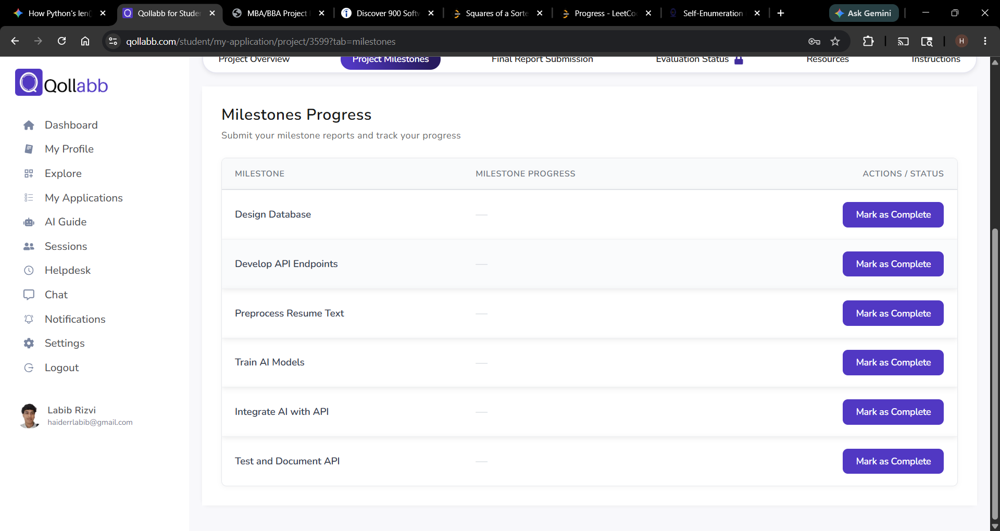 How Python's len(
Qollabb for Stude
MBA/BBA Project
Discover 900 Softw
Squares of a Sorte
Progress - LeetCo
Self-Enumeration
Ask Gemini
qollabb.com/student/my-application/project/3599?tab=milestones
H
Qollabb
Project Overview
Project Milestones
Final Report Submission
Evaluation Status
Resources
Instructions
Dashboard
My Profile
Explore
My Applications
AI Guide
Sessions
Helpdesk
Chat
Notifications
Settings
Logout
Labib Rizvi
haiderrlabib@gmail.com
Milestones Progress
Submit your milestone reports and track your progress
MILESTONE MILESTONE PROGRESS ACTIONS / STATUS
Design Database — Mark as Complete
Develop API Endpoints — Mark as Complete
Preprocess Resume Text — Mark as Complete
Train AI Models — Mark as Complete
Integrate AI with API — Mark as Complete
Test and Document API — Mark as Complete